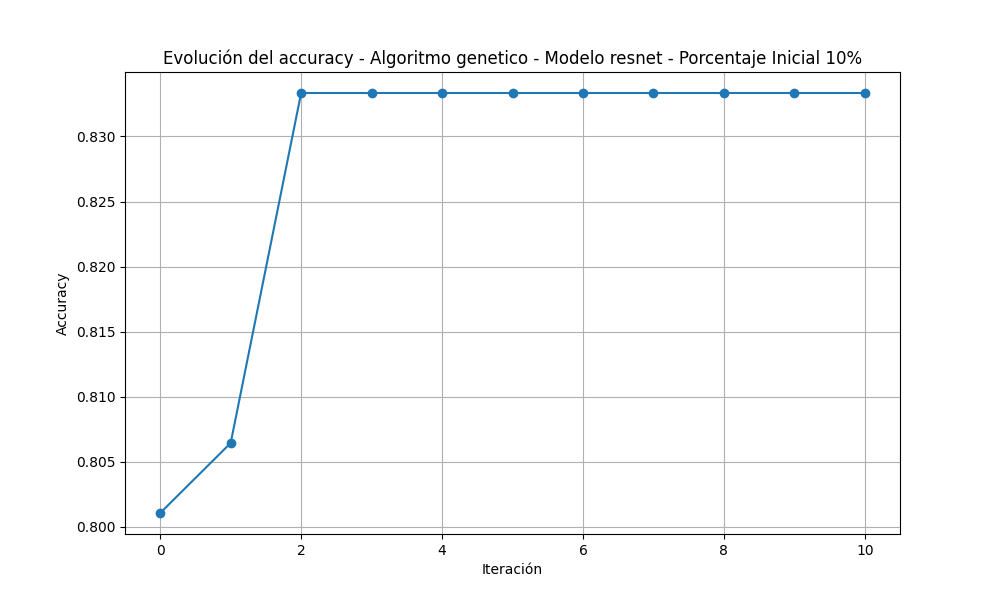 Evolución del accuracy - Algoritmo genetico - Modelo resnet - Porcentaje Inicial 10%
0.830
0.825
0.820
0.815
0.810
0.805
0.800
Accuracy
0 2 4 6 8 10
Iteración